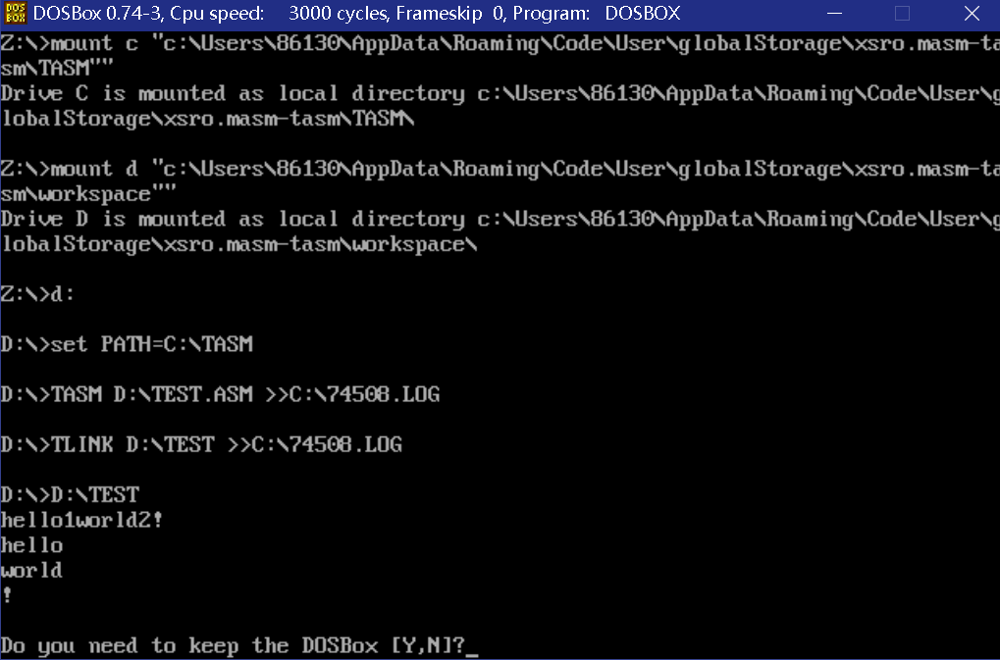 DOSBox 0.74-3, Cpu speed: 3000 cycles, Frameskip 0, Program: DOSBOX
Z:\>mount c "c:\Users\86130\AppData\Roaming\Code\User\globalStorage\xsro.masm-ta
sm\TASM""
Drive C is mounted as local directory c:\Users\86130\AppData\Roaming\Code\User\g
lobalStorage\xsro.masm-tasm\TASM\
Z:\>mount d "c:\Users\86130\AppData\Roaming\Code\User\globalStorage\xsro.masm-ta
sm\workspace""
Drive D is mounted as local directory c:\Users\86130\AppData\Roaming\Code\User\g
lobalStorage\xsro.masm-tasm\workspace\
Z:\>d:
D:\>set PATH=C:\TASM
D:\>TASM D:\TEST.ASM >>C:\74508.LOG
D:\>TLINK D:\TEST >>C:\74508.LOG
D:\>D:\TEST
hello1world2!
hello
world
!
Do you need to keep the DOSBox [Y,N]?_